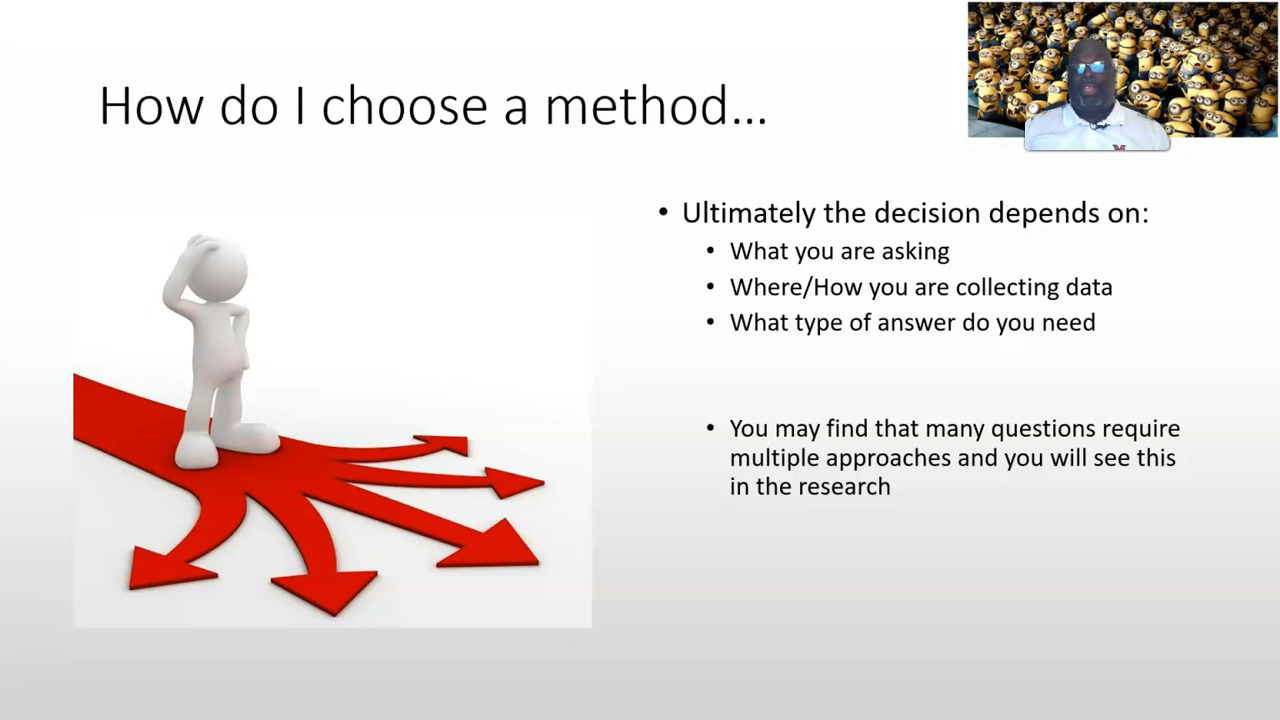 How do I choose a method...
• Ultimately the decision depends on:
• What you are asking
• Where/How you are collecting data
• What type of answer do you need
• You may find that many questions require
multiple approaches and you will see this
in the research